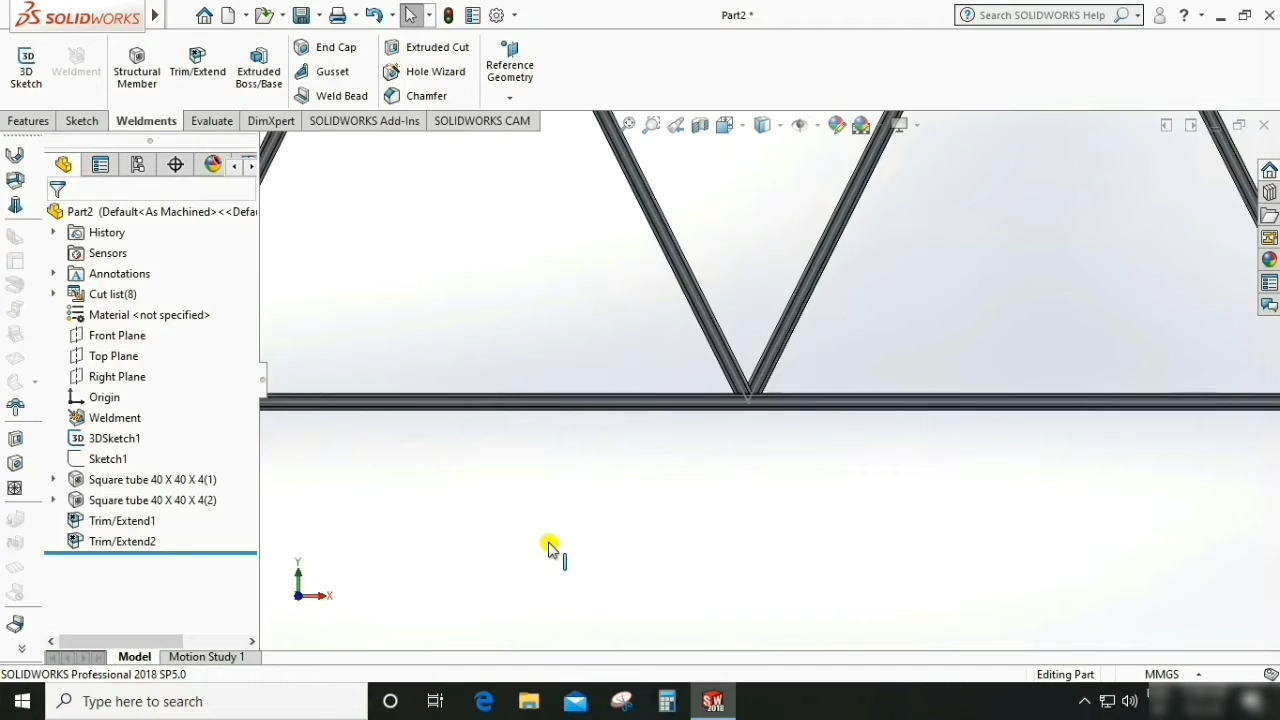 SOLIDWORKS
Part2 *
Search SOLIDWORKS Help
?
3D
Sketch
Weldment
Structural
Member
Trim/Extend
Extruded
Boss/Base
End Cap
Gusset
Weld Bead
Extruded Cut
Hole Wizard
Chamfer
Reference
Geometry
Features
Sketch
Weldments
Evaluate
DimXpert
SOLIDWORKS Add-Ins
SOLIDWORKS CAM
Part2 (Default<As Machined><<Defau
History
Sensors
Annotations
Cut list(8)
Material <not specified>
Front Plane
Top Plane
Right Plane
Origin
Weldment
3D 3DSketch1
Sketch1
Square tube 40 X 40 X 4(1)
Square tube 40 X 40 X 4(2)
Trim/Extend1
Trim/Extend2
Y
X
Model
Motion Study 1
SOLIDWORKS Professional 2018 SP5.0
Editing Part
MMGS
Type here to search
SW
2018